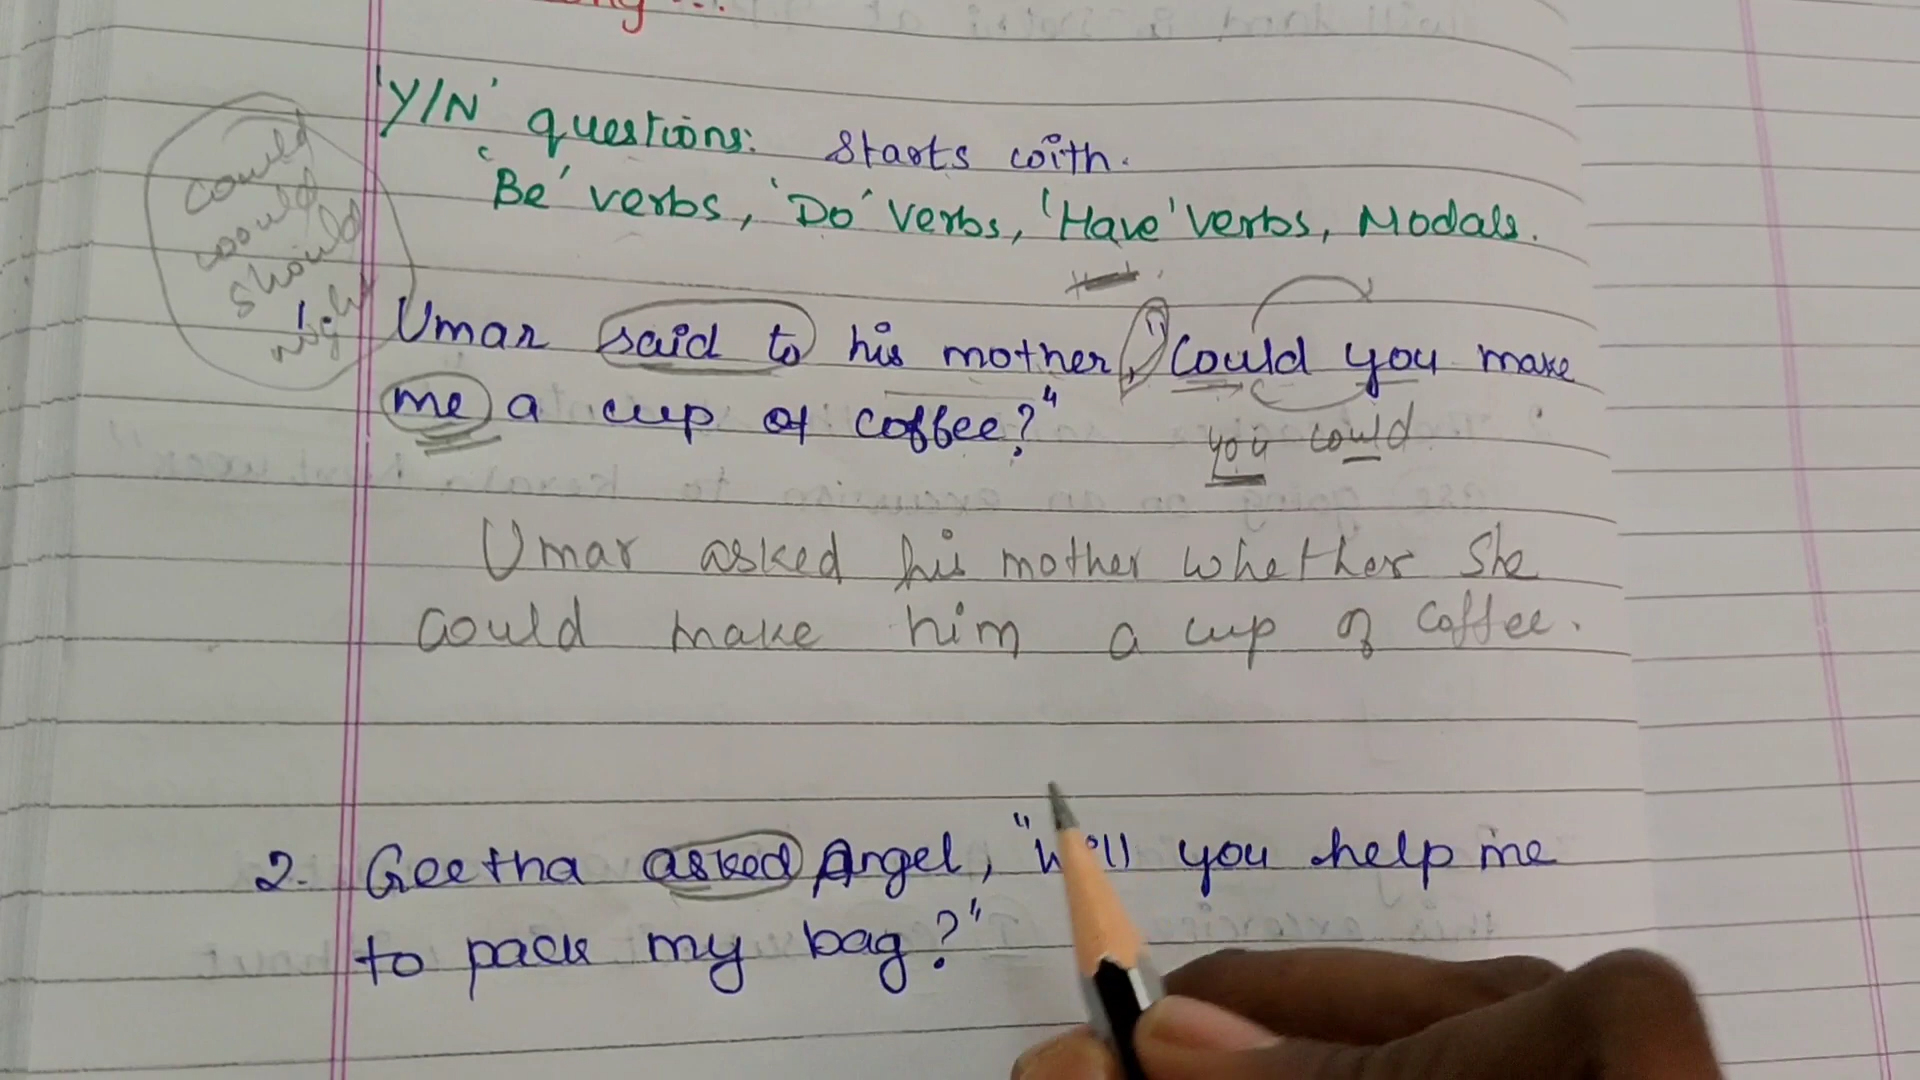 'Y/N' questions: starts with.
'Be' verbs, 'Do' verbs, 'Have' verbs, Modals.
could
would
should
might
1. Umar said to his mother, "Could you make
me a cup of coffee?"
you could
Umar asked his mother whether she
could make him a cup of coffee.
2. Geetha asked Angel, "Will you help me
to pack my bag?"